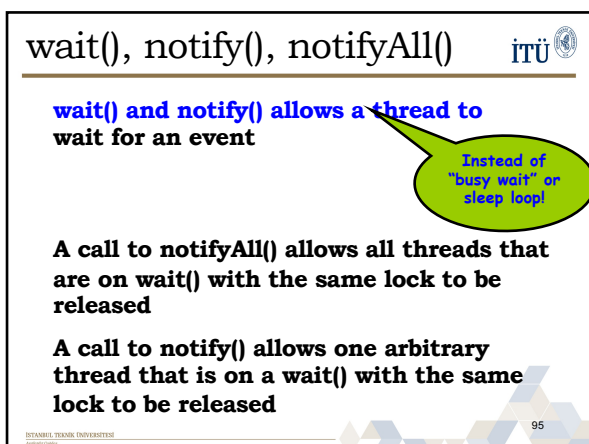 wait(), notify(), notifyAll()
İTÜ
wait() and notify() allows a thread to
wait for an event
Instead of
“busy wait” or
sleep loop!
A call to notifyAll() allows all threads that
are on wait() with the same lock to be
released
A call to notify() allows one arbitrary
thread that is on a wait() with the same
lock to be released
İSTANBUL TEKNİK ÜNİVERSİTESİ
95